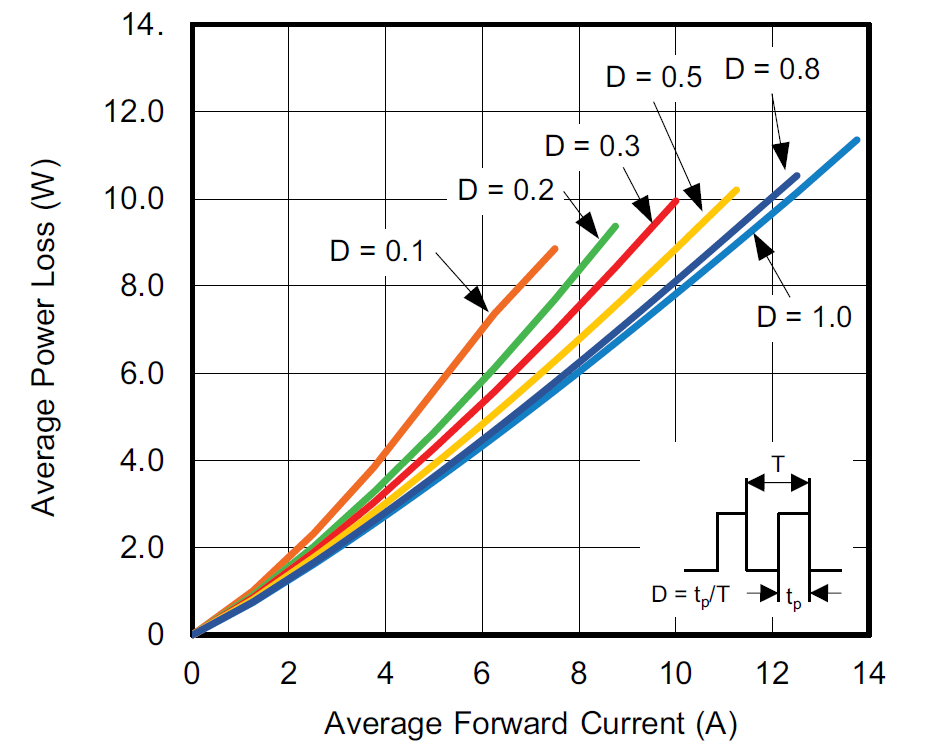 14.
12.0
10.0
8.0
6.0
4.0
2.0
0
Average Power Loss (W)
D = 0.5
D = 0.8
D = 0.3
D = 0.2
D = 0.1
D = 1.0
T
D = tp/T
tp
0 2 4 6 8 10 12 14
Average Forward Current (A)